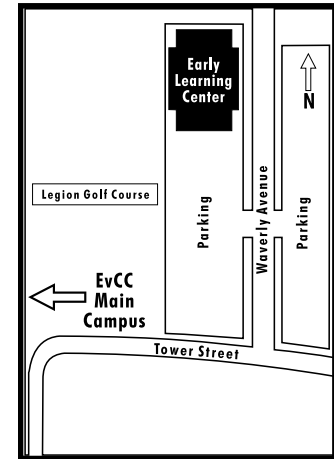 Early
Learning
Center
N
Legion Golf Course
Parking
Waverly Avenue
Parking
EvCC
Main
Campus
Tower Street